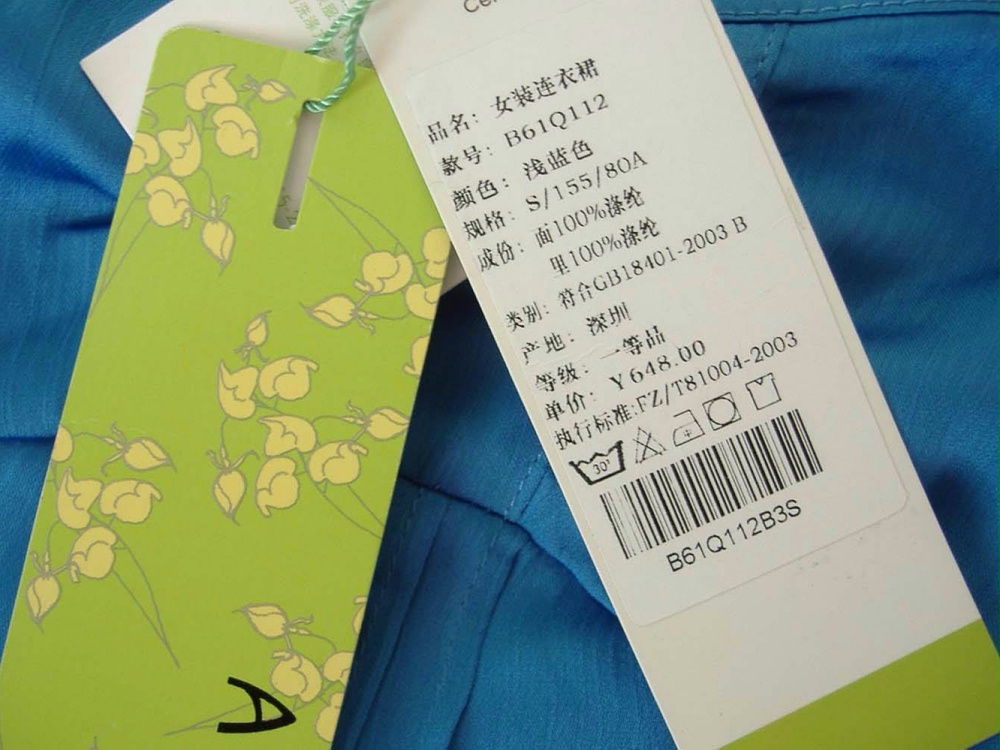 品名：女装连衣裙
款号：B61Q112
颜色：浅蓝色
规格：S/155/80A
成份：面100%涤纶
里100%涤纶
类别：符合GB18401-2003 B
产地：深圳
等级：一等品
单价：￥648.00
执行标准:FZ/T81004-2003
30°
B61Q112B3S
A